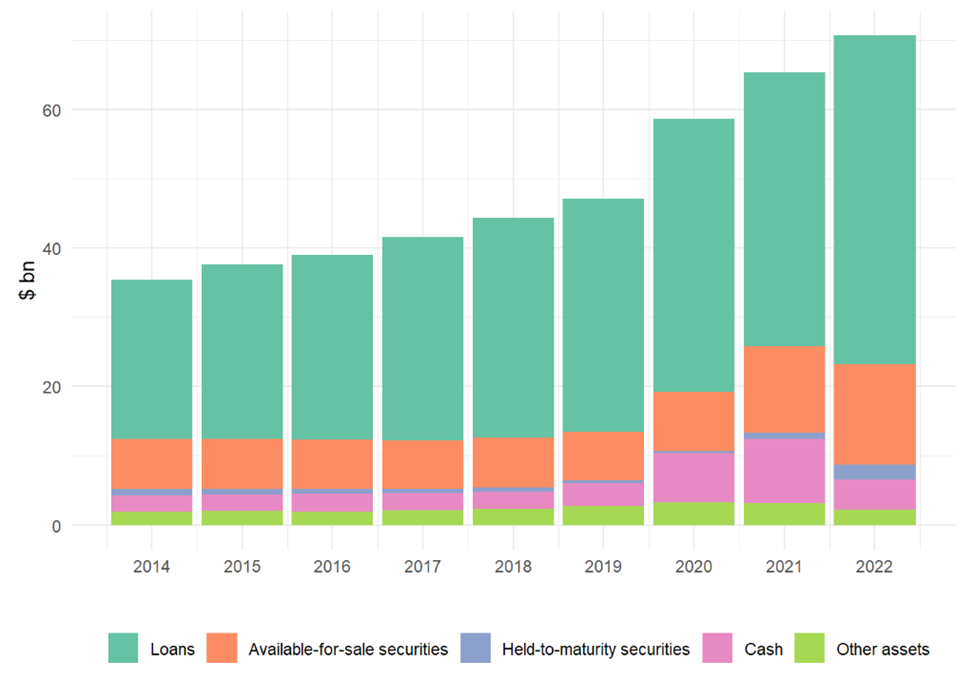 $ bn
60
40
20
0
2014 2015 2016 2017 2018 2019 2020 2021 2022
Loans Available-for-sale securities Held-to-maturity securities Cash Other assets